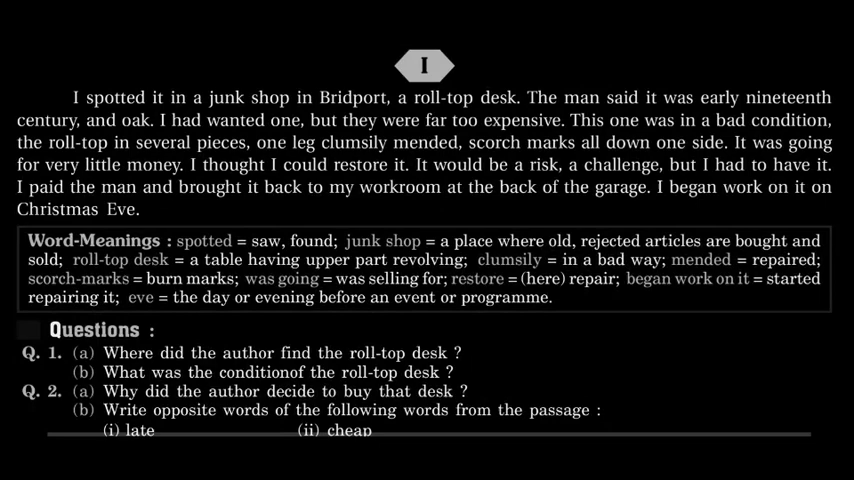 I
I spotted it in a junk shop in Bridport, a roll-top desk. The man said it was early nineteenth
century, and oak. I had wanted one, but they were far too expensive. This one was in a bad condition,
the roll-top in several pieces, one leg clumsily mended, scorch marks all down one side. It was going
for very little money. I thought I could restore it. It would be a risk, a challenge, but I had to have it.
I paid the man and brought it back to my workroom at the back of the garage. I began work on it on
Christmas Eve.
Word-Meanings : spotted = saw, found; junk shop = a place where old, rejected articles are bought and
sold; roll-top desk = a table having upper part revolving; clumsily = in a bad way; mended = repaired;
scorch-marks = burn marks; was going = was selling for; restore = (here) repair; began work on it = started
repairing it; eve = the day or evening before an event or programme.
Questions :
Q. 1. (a) Where did the author find the roll-top desk ?
(b) What was the conditionof the roll-top desk ?
Q. 2. (a) Why did the author decide to buy that desk ?
(b) Write opposite words of the following words from the passage :
(i) late (ii) cheap